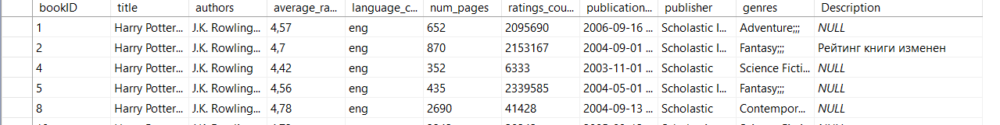 bookID title authors average_ra... language_c... num_pages ratings_cou... publication... publisher genres Description
1 Harry Potter... J.K. Rowling... 4,57 eng 652 2095690 2006-09-16 ... Scholastic I... Adventure;;; NULL
2 Harry Potter... J.K. Rowling... 4,7 eng 870 2153167 2004-09-01 ... Scholastic I... Fantasy;;; Рейтинг книги изменен
4 Harry Potter... J.K. Rowling 4,42 eng 352 6333 2003-11-01 ... Scholastic Science Ficti... NULL
5 Harry Potter... J.K. Rowling... 4,56 eng 435 2339585 2004-05-01 ... Scholastic I... Fantasy;;; NULL
8 Harry Potter... J.K. Rowling... 4,78 eng 2690 41428 2004-09-13 ... Scholastic Contempor... NULL